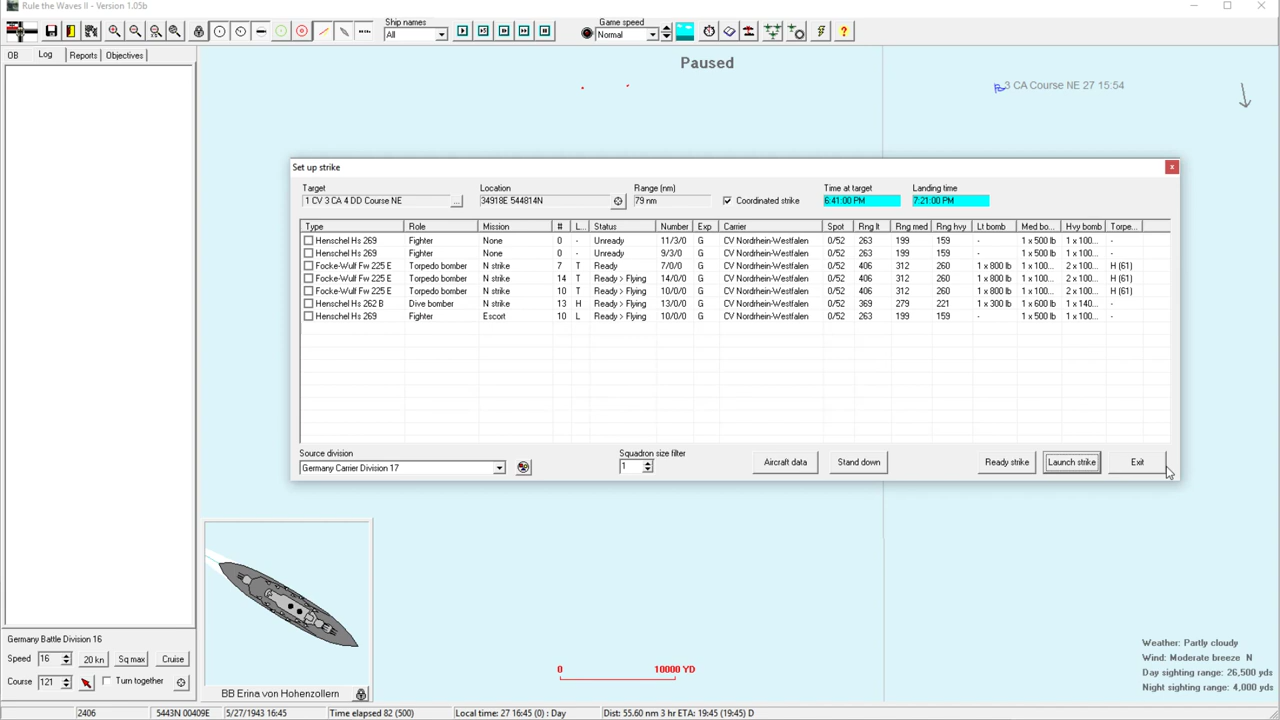 Rule the Waves II - Version 1.05b
Ship names
All
Game speed
Normal
OB Log Reports Objectives
Paused
3 CA Course NE 27 15:54
Set up strike
Target Location Range (nm) Time at target Landing time
1 CV 3 CA 4 DD Course NE ... 34918E 544814N 79 nm Coordinated strike 6:41:00 PM 7:21:00 PM
Type Role Mission # L... Status Number Exp Carrier Spot Rng lt Rng med Rng hvy Lt bomb Med bo... Hvy bomb Torpe...
Henschel Hs 269 Fighter None 0 - Unready 11/3/0 G CV Nordrhein-Westfalen 0/52 263 199 159 - 1 x 500 lb 1 x 100... -
Henschel Hs 269 Fighter None 0 - Unready 9/3/0 G CV Nordrhein-Westfalen 0/52 263 199 159 - 1 x 500 lb 1 x 100... -
Focke-Wulf Fw 225 E Torpedo bomber N strike 7 T Ready 7/0/0 G CV Nordrhein-Westfalen 0/52 406 312 260 1 x 800 lb 1 x 100... 2 x 100... H (61)
Focke-Wulf Fw 225 E Torpedo bomber N strike 14 T Ready > Flying 14/0/0 G CV Nordrhein-Westfalen 0/52 406 312 260 1 x 800 lb 1 x 100... 2 x 100... H (61)
Focke-Wulf Fw 225 E Torpedo bomber N strike 10 T Ready > Flying 10/0/0 G CV Nordrhein-Westfalen 0/52 406 312 260 1 x 800 lb 1 x 100... 2 x 100... H (61)
Henschel Hs 262 B Dive bomber N strike 13 H Ready > Flying 13/0/0 G CV Nordrhein-Westfalen 0/52 369 279 221 1 x 300 lb 1 x 600 lb 1 x 140... -
Henschel Hs 269 Fighter Escort 10 L Ready > Flying 10/0/0 G CV Nordrhein-Westfalen 0/52 263 199 159 - 1 x 500 lb 1 x 100... -
Source division Squadron size filter
Germany Carrier Division 17 1 Aircraft data Stand down Ready strike Launch strike Exit
Germany Battle Division 16
Speed 16 20 kn Sq max Cruise
Course 121 Turn together
BB Erina von Hohenzollern
0 10000 YD
Weather: Partly cloudy
Wind: Moderate breeze N
Day sighting range: 26,500 yds
Night sighting range: 4,000 yds
2406 5443N 00409E 5/27/1943 16:45 Time elapsed 82 (500) Local time: 27 16:45 (0) : Day Dist: 55.60 nm 3 hr ETA: 19:45 (19:45) D